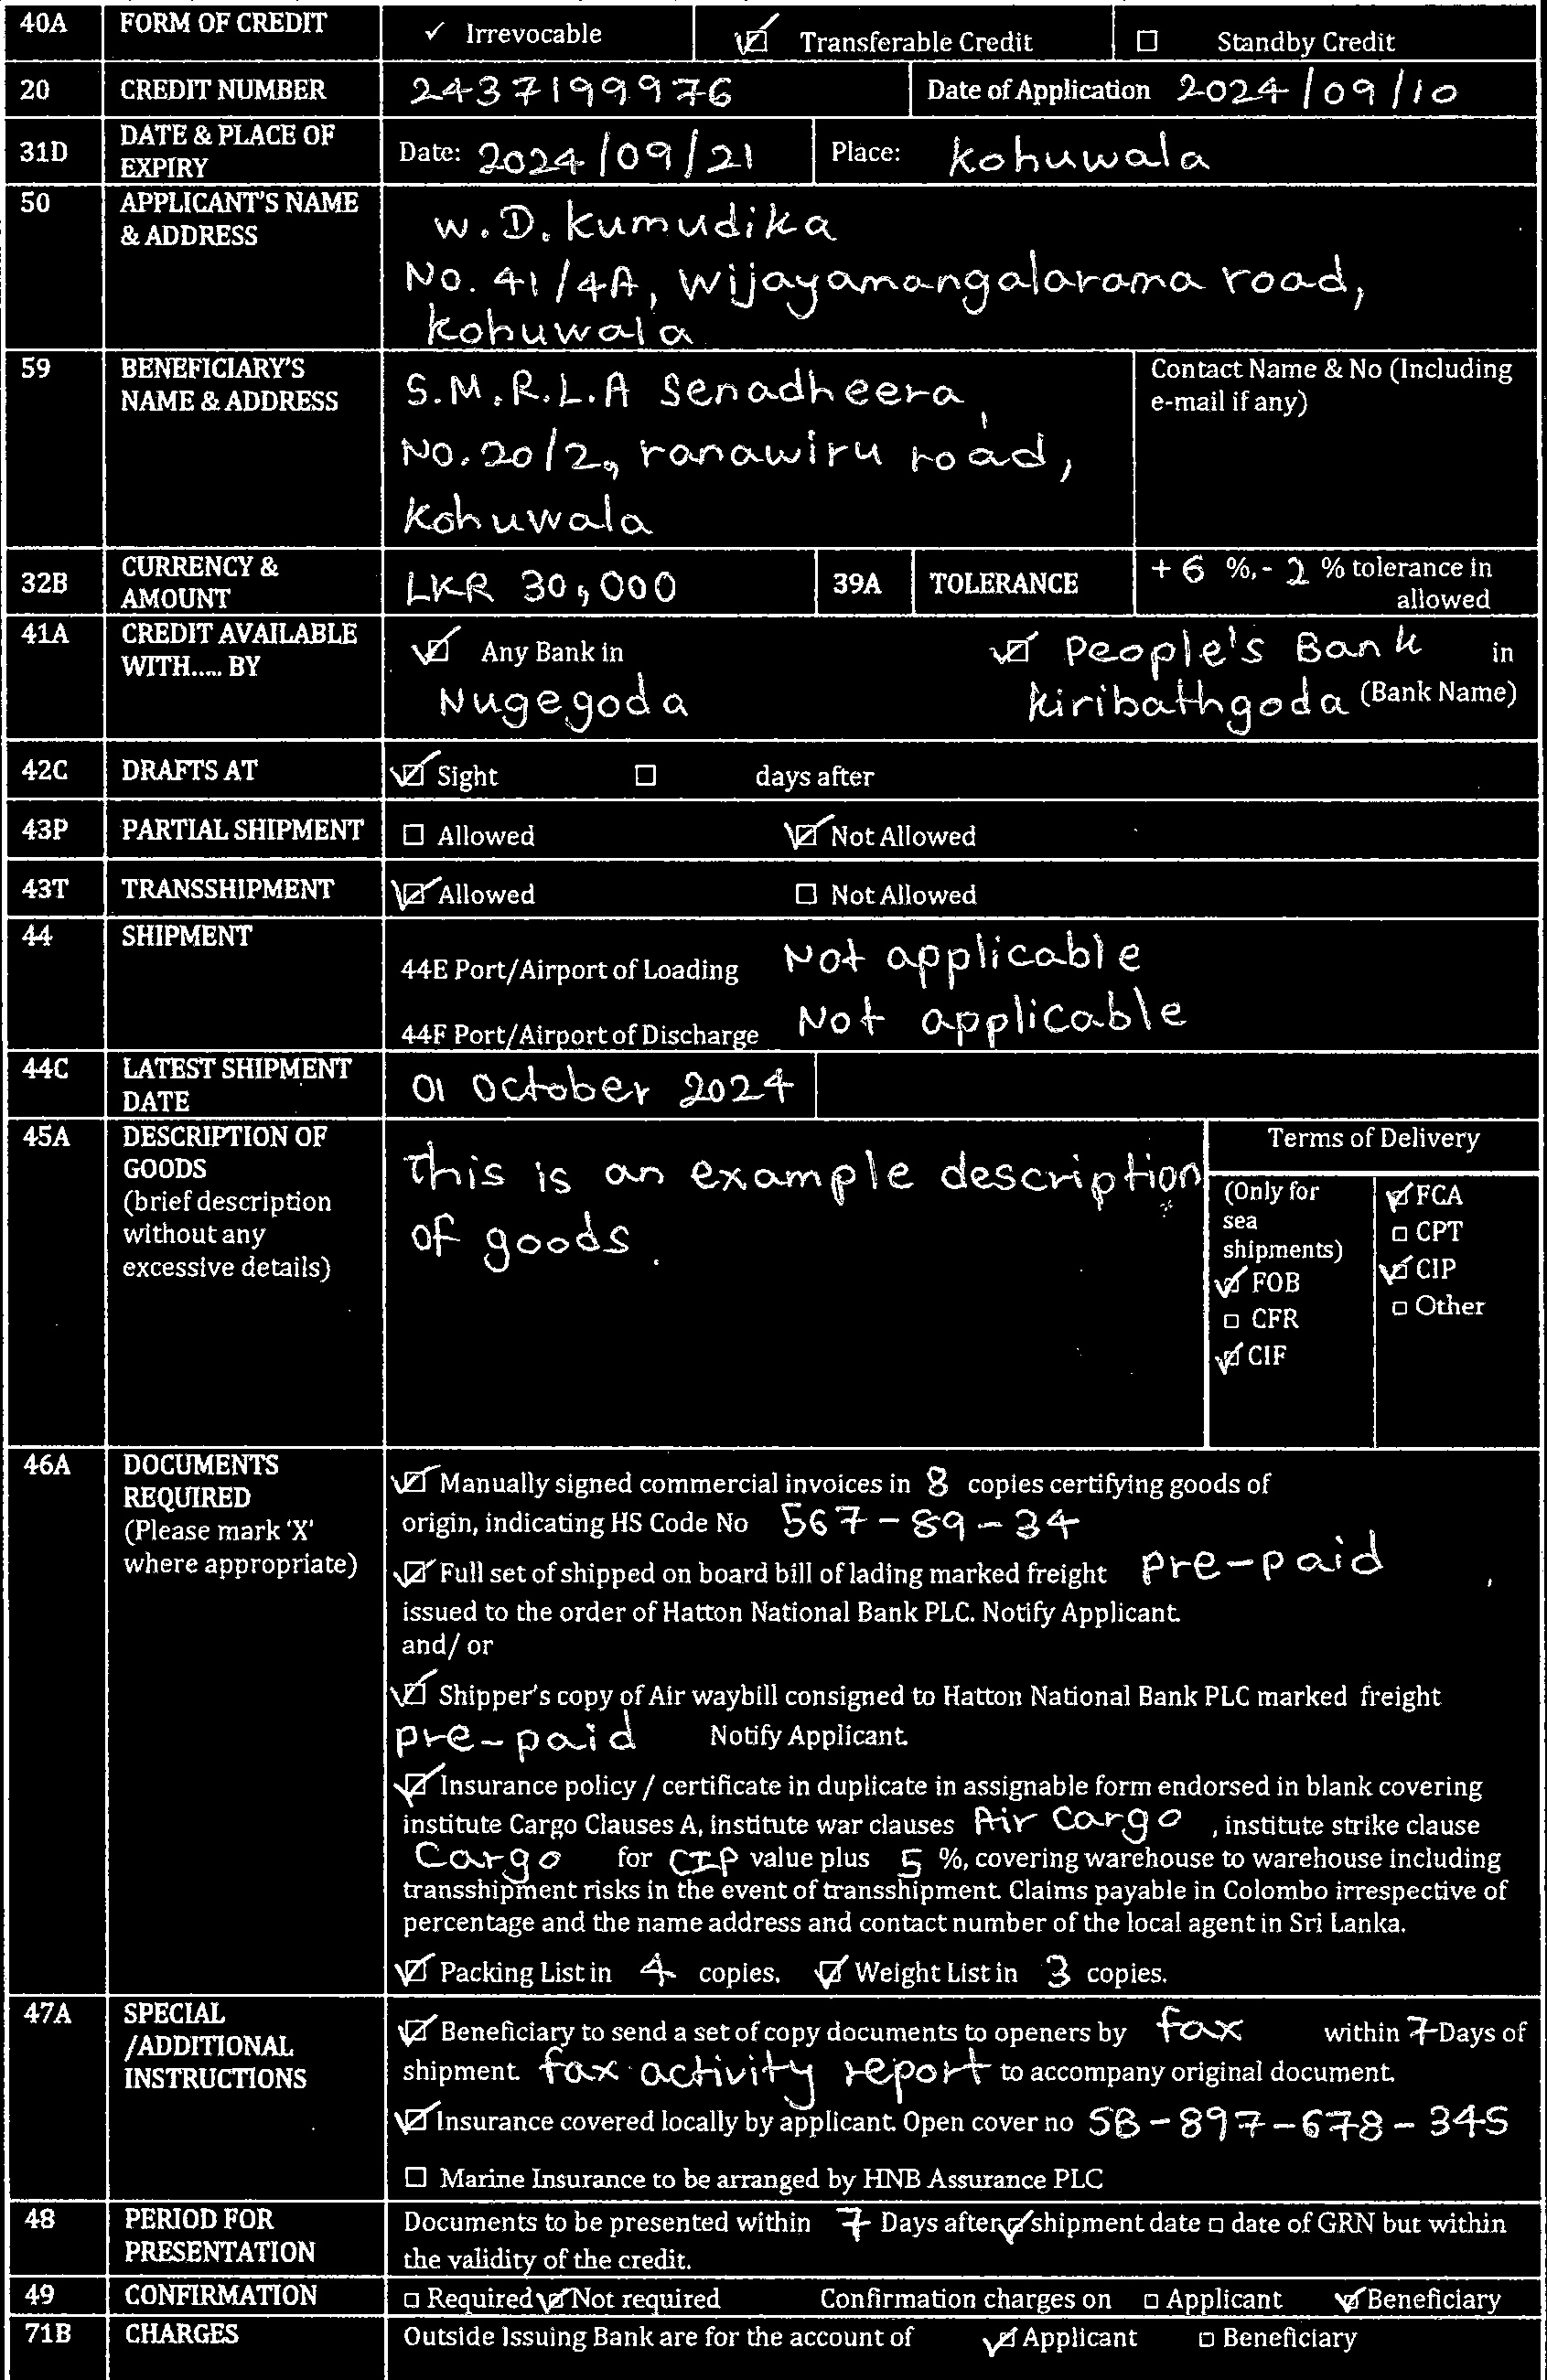 40A FORM OF CREDIT ✓ Irrevocable ☑ Transferable Credit ☐ Standby Credit
20 CREDIT NUMBER 2437199976 Date of Application 2024/09/10
31D DATE & PLACE OF EXPIRY Date: 2024/09/21 Place: Kohuwala
50 APPLICANT'S NAME & ADDRESS W.D. Kumudika
No. 41/4A, Wijayamangalarama road,
Kohuwala
59 BENEFICIARY'S NAME & ADDRESS S.M.R.L.A Senadheera,
No.20/2, ranawiru road,
Kohuwala
Contact Name & No (Including
e-mail if any)
32B CURRENCY & AMOUNT LKR 30,000 39A TOLERANCE +6 %,- 2 % tolerance in
allowed
41A CREDIT AVAILABLE WITH..... BY ☑ Any Bank in ☑ People's Bank in
Nugegoda Kiribathgoda (Bank Name)
42C DRAFTS AT ☑ Sight ☐ days after
43P PARTIAL SHIPMENT ☐ Allowed ☑ Not Allowed
43T TRANSSHIPMENT ☑ Allowed ☐ Not Allowed
44 SHIPMENT
44E Port/Airport of Loading Not applicable
44F Port/Airport of Discharge Not applicable
44C LATEST SHIPMENT DATE 01 October 2024
45A DESCRIPTION OF
GOODS
(brief description
without any
excessive details)
This is an example description
of goods.
Terms of Delivery
(Only for
sea
shipments)
☑ FOB
☐ CFR
☑ CIF
☑ FCA
☐ CPT
☑ CIP
☐ Other
46A DOCUMENTS
REQUIRED
(Please mark 'X'
where appropriate)
☑ Manually signed commercial invoices in 8 copies certifying goods of
origin, indicating HS Code No 567-89-34
☑ Full set of shipped on board bill of lading marked freight pre-paid ,
issued to the order of Hatton National Bank PLC. Notify Applicant.
and/ or
☑ Shipper's copy of Air waybill consigned to Hatton National Bank PLC marked freight
pre-paid Notify Applicant.
☑ Insurance policy / certificate in duplicate in assignable form endorsed in blank covering
institute Cargo Clauses A, institute war clauses Air Cargo , institute strike clause
Cargo for CIP value plus 5 %, covering warehouse to warehouse including
transshipment risks in the event of transshipment. Claims payable in Colombo irrespective of
percentage and the name address and contact number of the local agent in Sri Lanka.
☑ Packing List in 4 copies. ☑ Weight List in 3 copies.
47A SPECIAL
/ADDITIONAL
INSTRUCTIONS
☑ Beneficiary to send a set of copy documents to openers by fax within 7 Days of
shipment. fax activity report to accompany original document.
☑ Insurance covered locally by applicant. Open cover no SB-897-678-345
☐ Marine Insurance to be arranged by HNB Assurance PLC
48 PERIOD FOR PRESENTATION
Documents to be presented within 7 Days after ☑ shipment date ☐ date of GRN but within
the validity of the credit.
49 CONFIRMATION ☐ Required ☑ Not required Confirmation charges on ☐ Applicant ☑ Beneficiary
71B CHARGES Outside Issuing Bank are for the account of ☑ Applicant ☐ Beneficiary